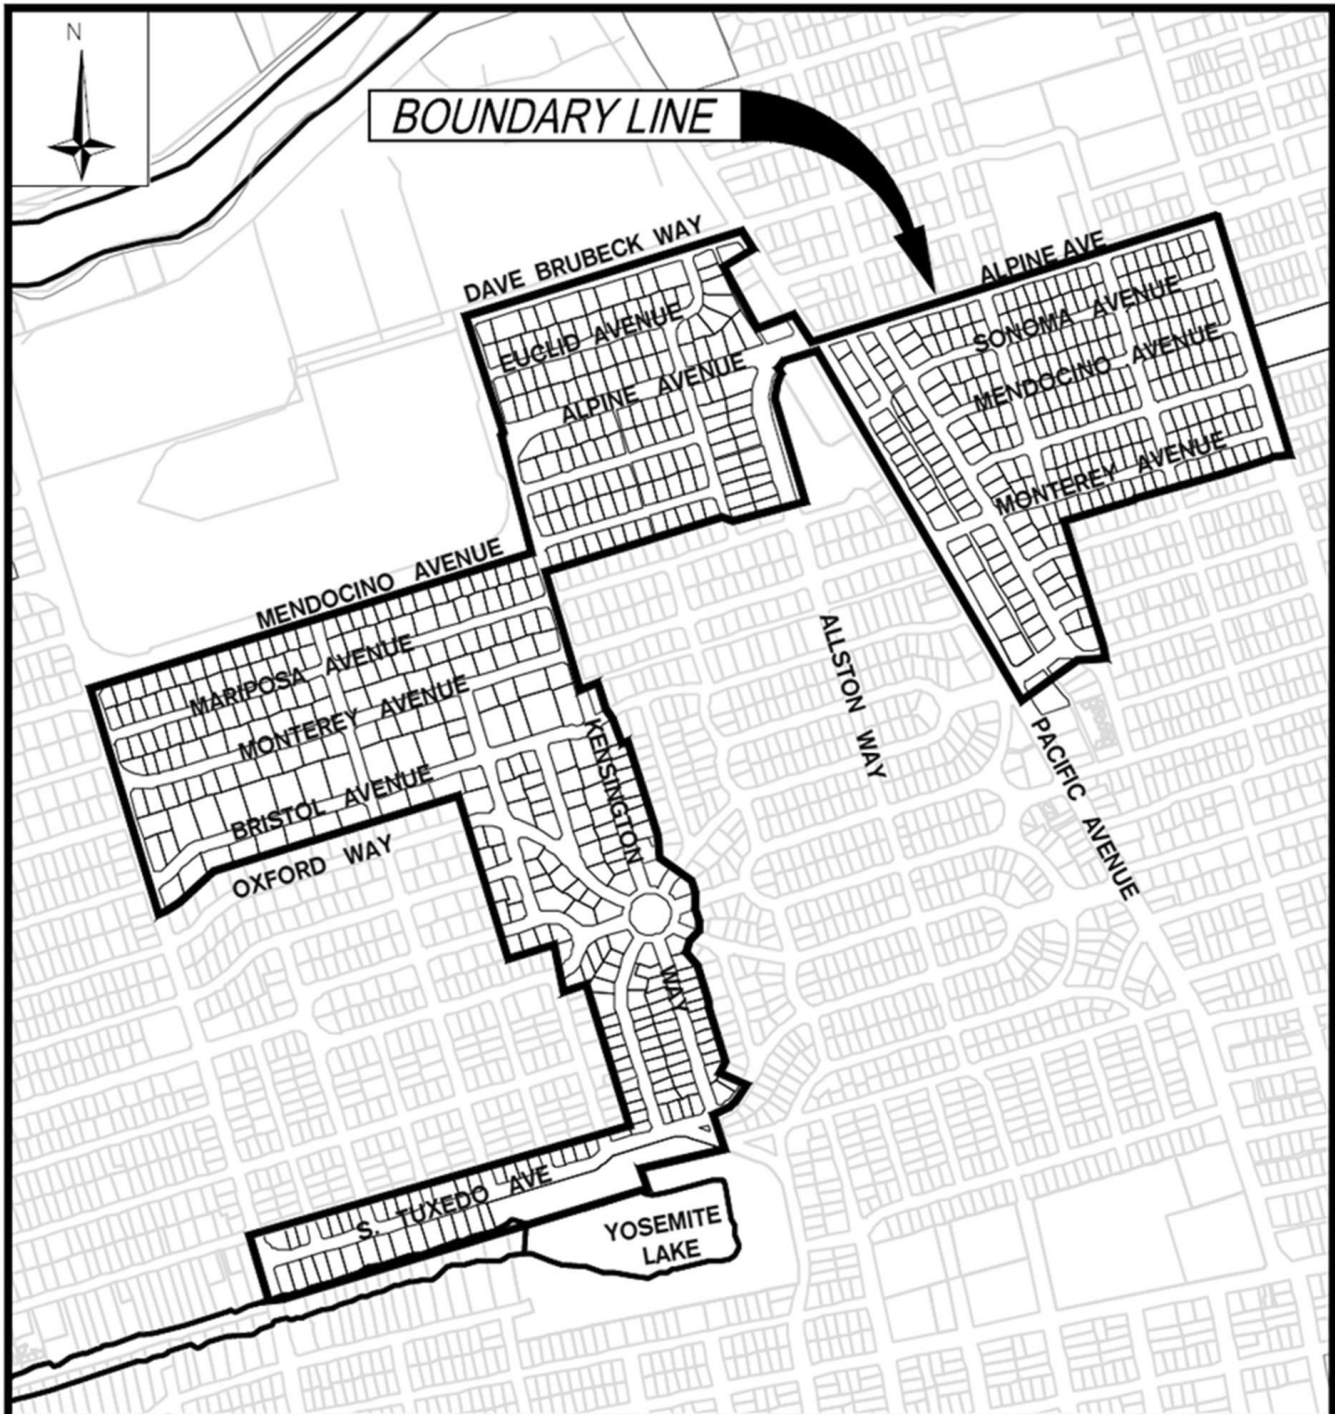 N
BOUNDARY LINE
DAVE BRUBECK WAY
ALPINE AVE
EUCLID AVENUE
SONOMA AVENUE
ALPINE AVENUE
MENDOCINO AVENUE
MONTEREY AVENUE
MENDOCINO AVENUE
MARIPOSA AVENUE
MONTEREY AVENUE
ALLSTON WAY
KENSINGTON
WAY
PACIFIC AVENUE
BRISTOL AVENUE
OXFORD WAY
S. TUXEDO AVE
YOSEMITE
LAKE